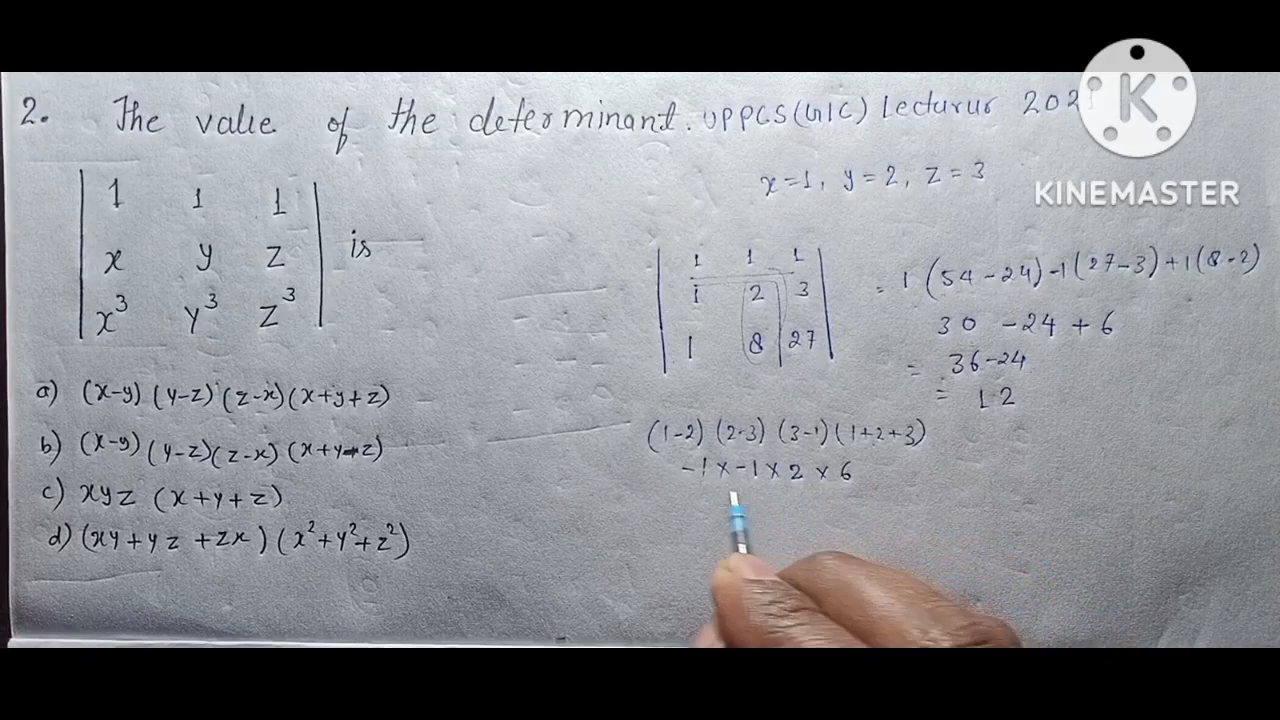 2. The value of the determinant. UPPCS (GIC) Lecturur 202
x=1, y=2, z=3
1 1 1
x y z is
x³ y³ z³
a) (x-y) (y-z) (z-x) (x+y+z)
b) (x-y) (y-z) (z-x) (x+y-z)
c) xyz (x+y+z)
d) (xy+yz+zx) (x²+y²+z²)
1 1 1
1 2 3
1 8 27
= 1 (54-24) -1 (27-3) +1 (8-2)
30 -24 + 6
= 36-24
= 12
(1-2) (2-3) (3-1) (1+2+3)
-1 x -1 x 2 x 6
K
KINEMASTER